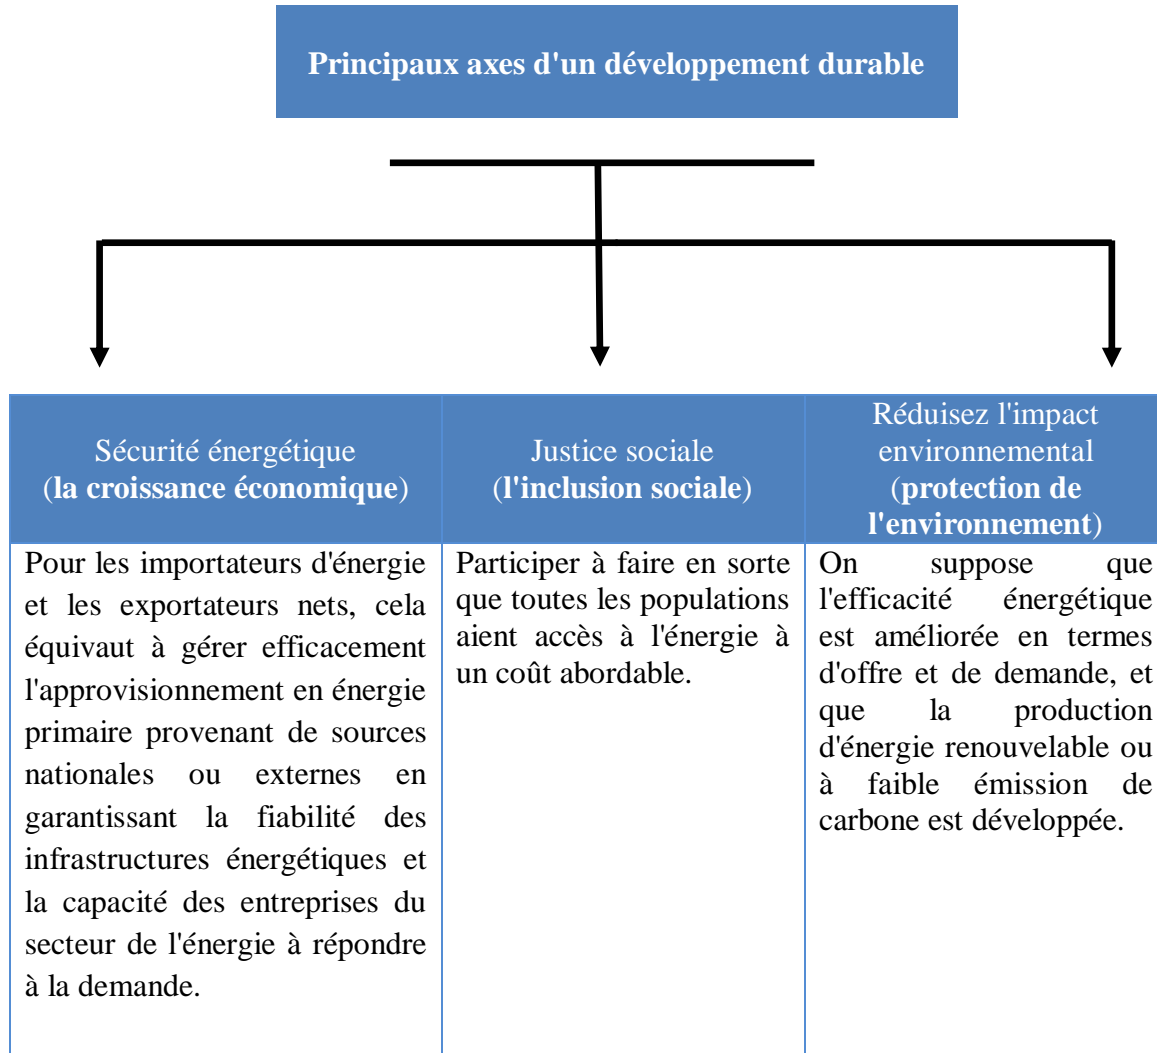 Principaux axes d'un développement durable
Sécurité énergétique
(la croissance économique)
Justice sociale
(l'inclusion sociale)
Réduisez l'impact
environnemental
(protection de
l'environnement)
Pour les importateurs d'énergie
et les exportateurs nets, cela
équivaut à gérer efficacement
l'approvisionnement en énergie
primaire provenant de sources
nationales ou externes en
garantissant la fiabilité des
infrastructures énergétiques et
la capacité des entreprises du
secteur de l'énergie à répondre
à la demande.
Participer à faire en sorte
que toutes les populations
aient accès à l'énergie à
un coût abordable.
On suppose que
l'efficacité énergétique
est améliorée en termes
d'offre et de demande, et
que la production
d'énergie renouvelable ou
à faible émission de
carbone est développée.